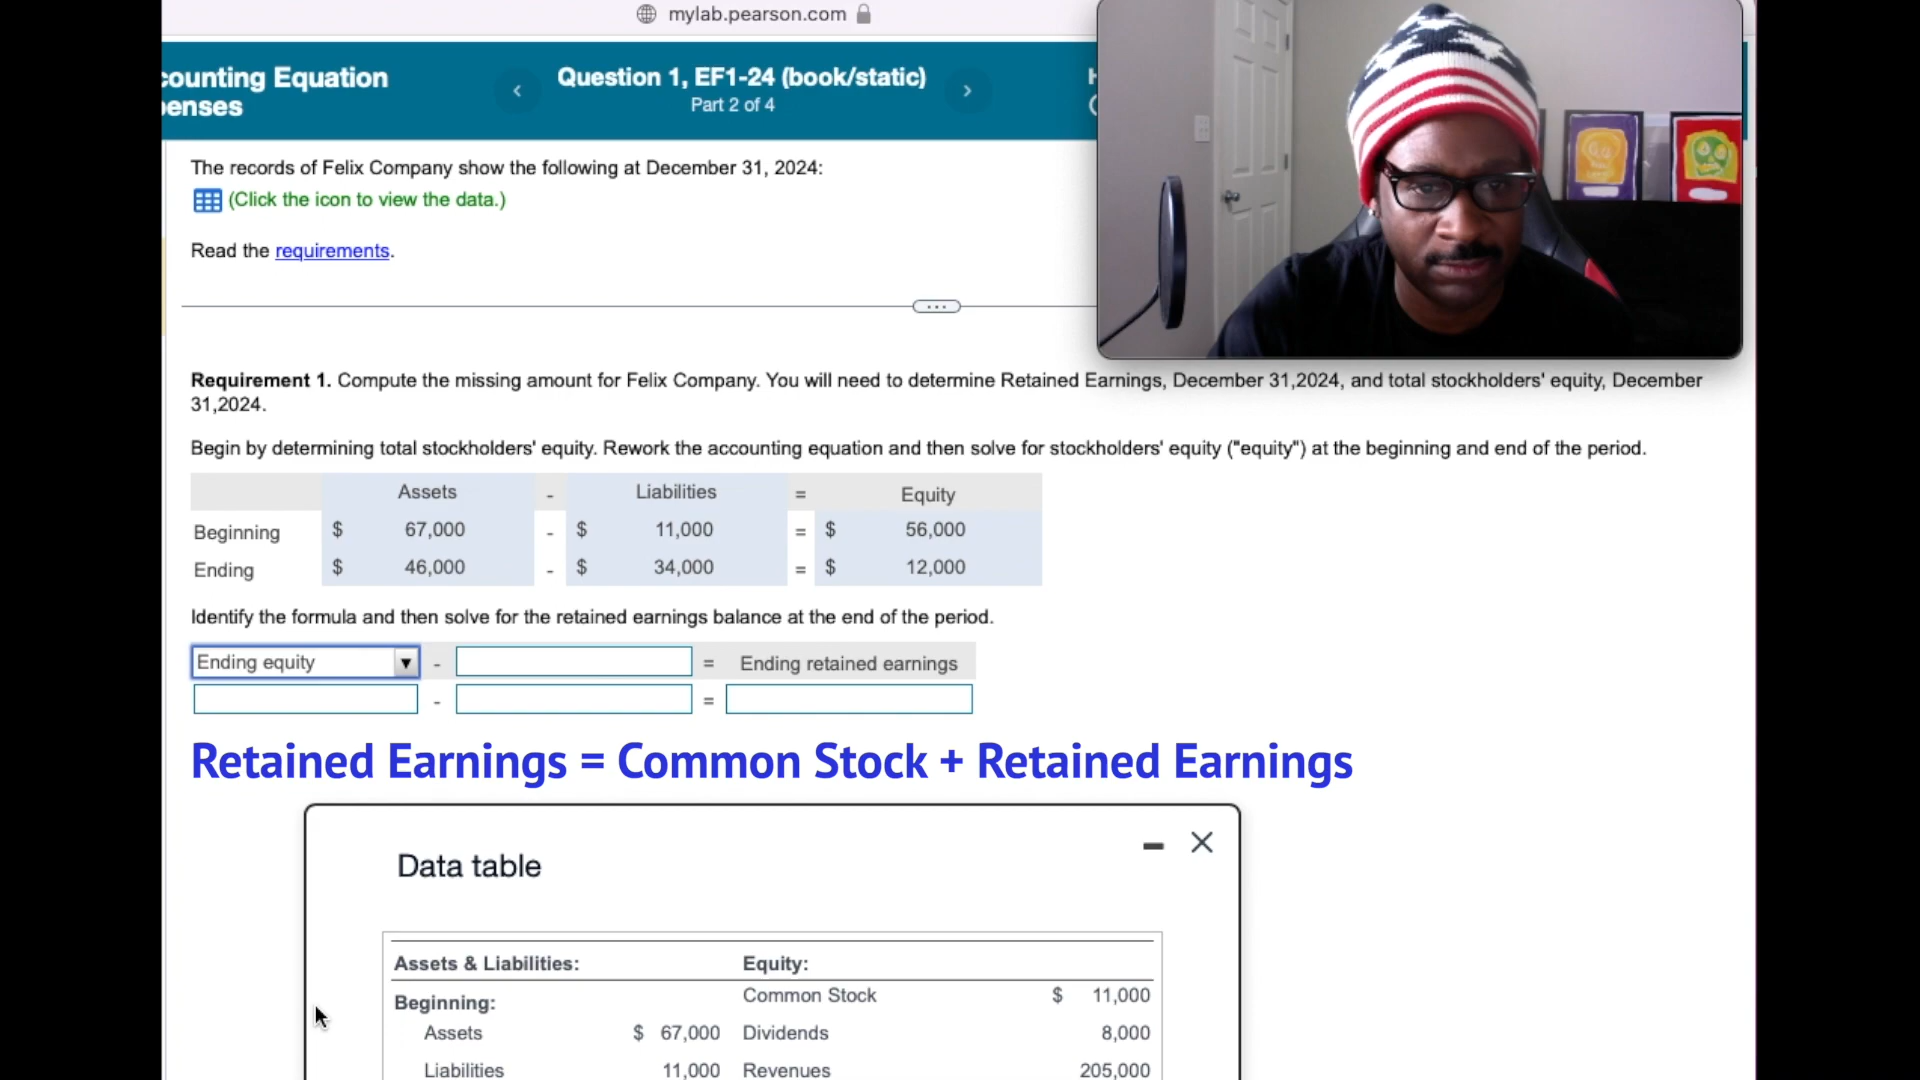 mylab.pearson.com
counting Equation
penses
Question 1, EF1-24 (book/static)
Part 2 of 4
The records of Felix Company show the following at December 31, 2024:
(Click the icon to view the data.)
Read the requirements.
Requirement 1. Compute the missing amount for Felix Company. You will need to determine Retained Earnings, December 31,2024, and total stockholders' equity, December
31,2024.
Begin by determining total stockholders' equity. Rework the accounting equation and then solve for stockholders' equity ("equity") at the beginning and end of the period.
Assets - Liabilities = Equity
Beginning $ 67,000 - $ 11,000 = $ 56,000
Ending $ 46,000 - $ 34,000 = $ 12,000
Identify the formula and then solve for the retained earnings balance at the end of the period.
Ending equity - = Ending retained earnings
- =
Retained Earnings = Common Stock + Retained Earnings
Data table
Assets & Liabilities: Equity:
Beginning: Common Stock $ 11,000
Assets $ 67,000 Dividends 8,000
Liabilities 11,000 Revenues 205,000